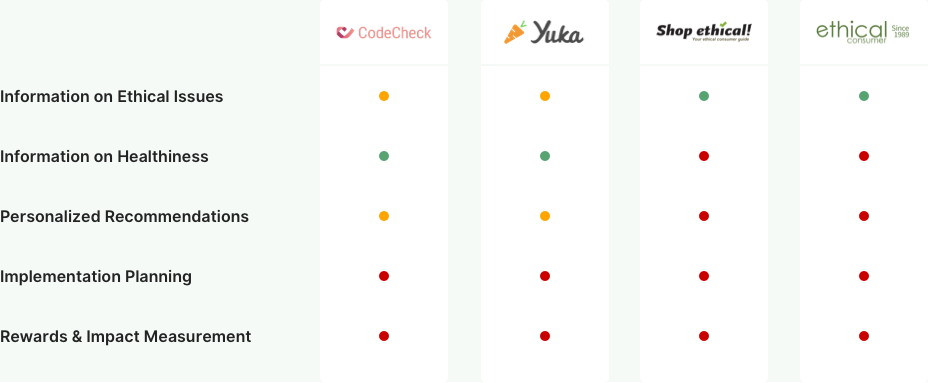 CodeCheck
Yuka
Shop ethical!
Your ethical consumer guide
ethical
consumer
Since
1989
Information on Ethical Issues
Information on Healthiness
Personalized Recommendations
Implementation Planning
Rewards & Impact Measurement